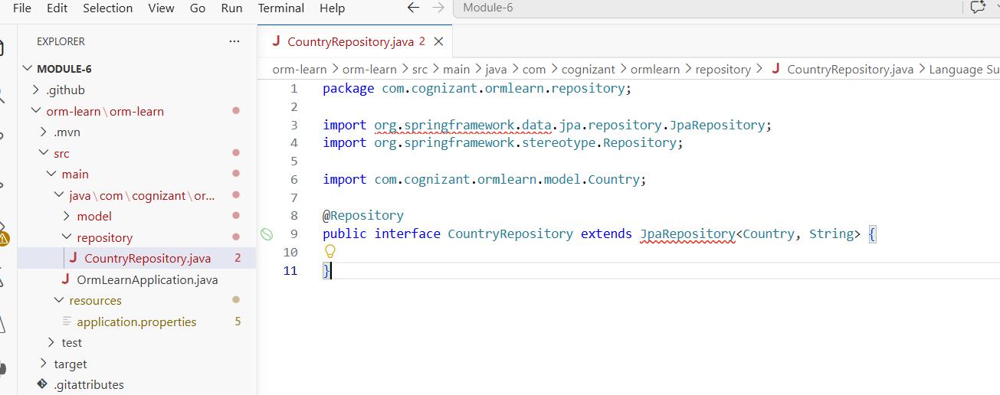 File Edit Selection View Go Run Terminal Help
Module-6
EXPLORER
MODULE-6
.github
orm-learn\orm-learn
.mvn
src
main
java\com\cognizant\or...
model
repository
CountryRepository.java 2
OrmLearnApplication.java
resources
application.properties 5
test
target
.gitattributes
CountryRepository.java 2
orm-learn > orm-learn > src > main > java > com > cognizant > ormlearn > repository > CountryRepository.java > Language Su
1 package com.cognizant.ormlearn.repository;
2
3 import org.springframework.data.jpa.repository.JpaRepository;
4 import org.springframework.stereotype.Repository;
5
6 import com.cognizant.ormlearn.model.Country;
7
8 @Repository
9 public interface CountryRepository extends JpaRepository<Country, String> {
10
11 }